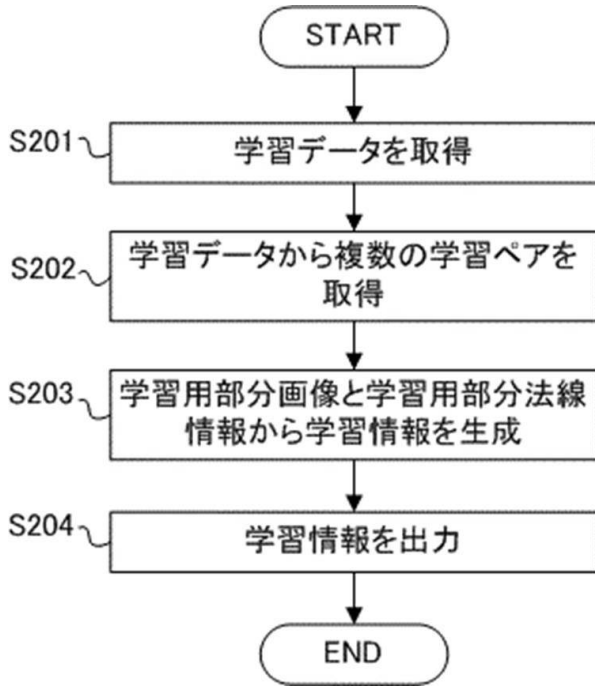 START
S201
学習データを取得
S202
学習データから複数の学習ペアを
取得
S203
学習用部分画像と学習用部分法線
情報から学習情報を生成
S204
学習情報を出力
END